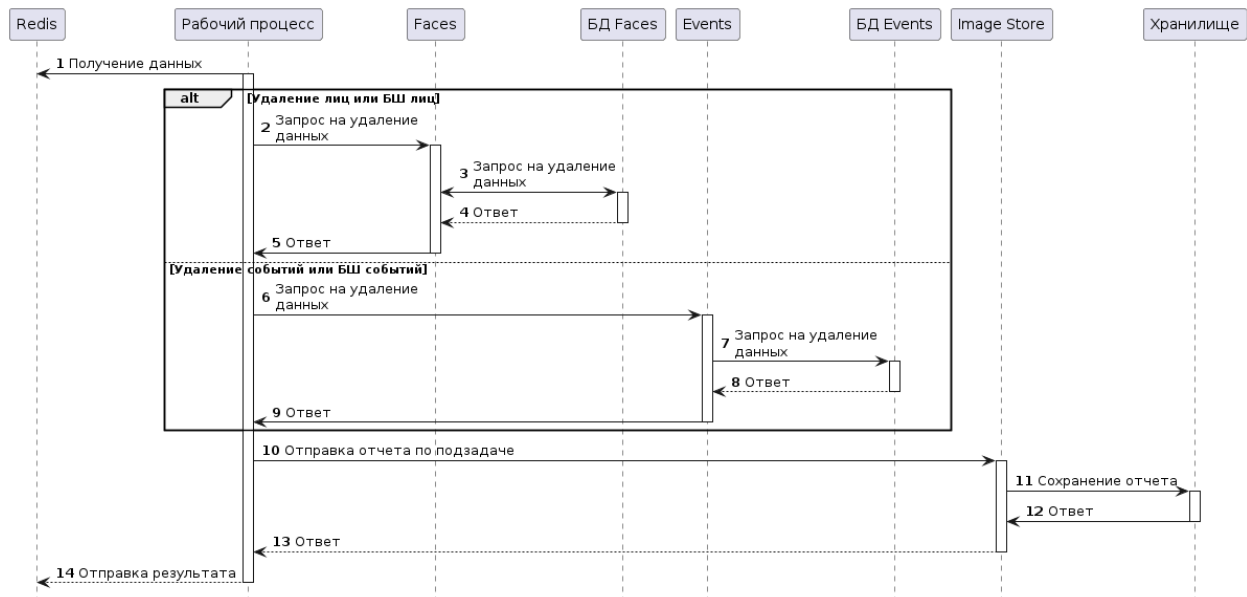 Redis
Рабочий процесс
Faces
БД Faces
Events
БД Events
Image Store
Хранилище
1 Получение данных
alt
[Удаление лиц или БШ лиц]
2 Запрос на удаление
данных
3 Запрос на удаление
данных
4 Ответ
5 Ответ
[Удаление событий или БШ событий]
6 Запрос на удаление
данных
7 Запрос на удаление
данных
8 Ответ
9 Ответ
10 Отправка отчета по подзадаче
11 Сохранение отчета
12 Ответ
13 Ответ
14 Отправка результата